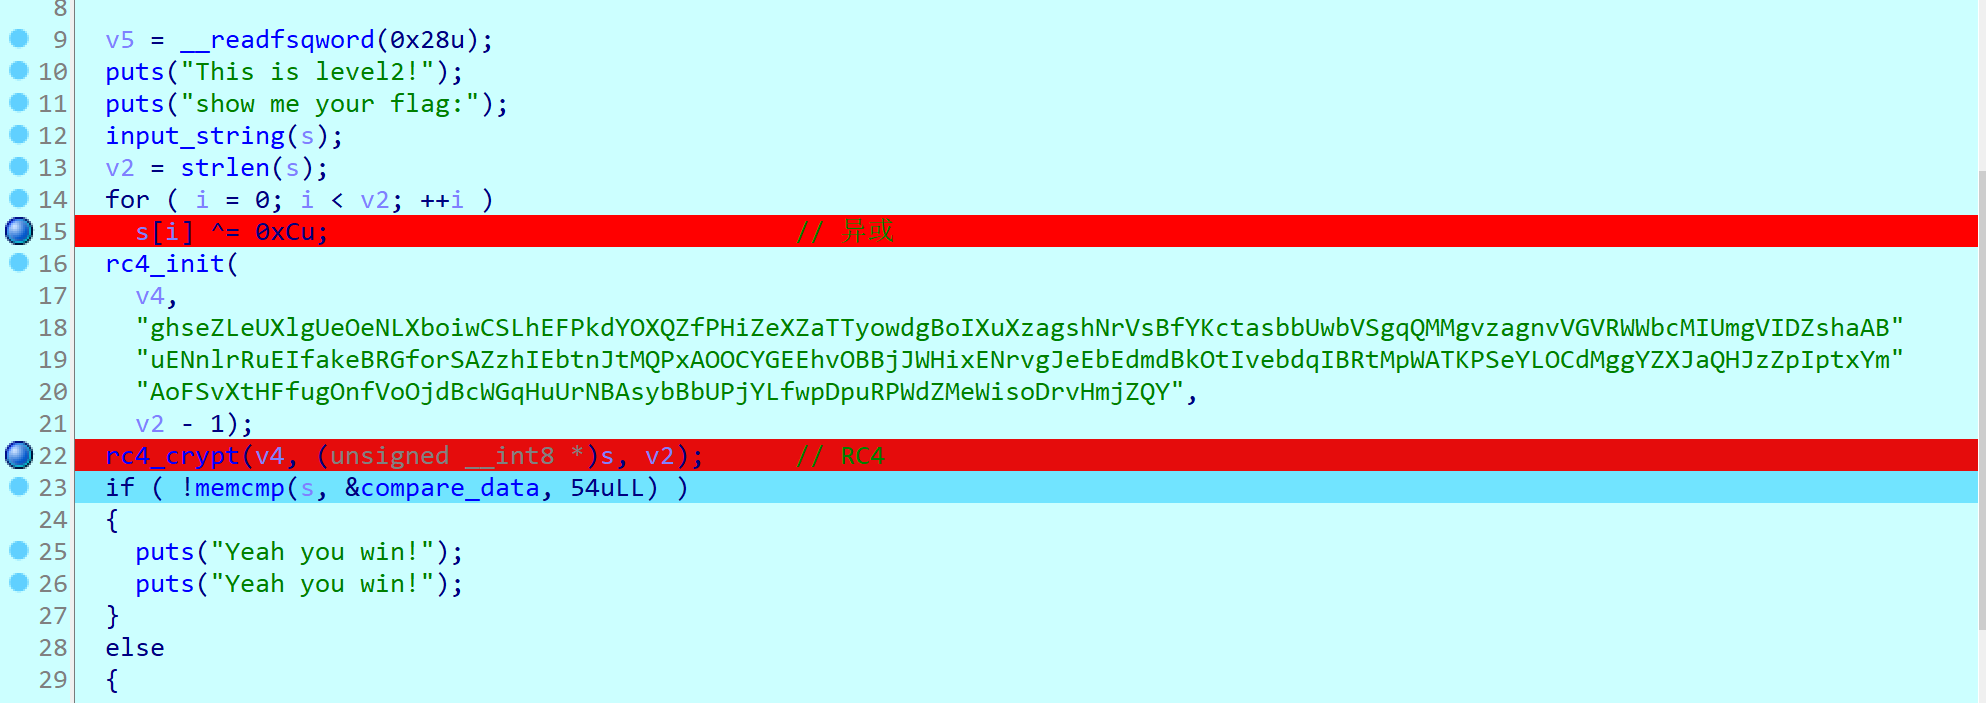 8
9 v5 = __readfsqword(0x28u);
10 puts("This is level2!");
11 puts("show me your flag:");
12 input_string(s);
13 v2 = strlen(s);
14 for ( i = 0; i < v2; ++i )
15 s[i] ^= 0xCu; // 异或
16 rc4_init(
17 v4,
18 "ghseZLeUXlgUeOeNLXboiwCSLhEFPkdYOXQZfPHiZeXZaTTyowdgBoIXuXzagshNrVsBfYKctasbbUwbVSgqQMMgvzagnvVGVRWWbcMIUmgVIDZshaAB"
19 "uENnlrRuEIfakeBRGforSAZzhIEbtnJtMQPxAOOCYGEEhvOBBjJWHixENrvgJeEbEdmdBkOtIvebdqIBRtMpWATKPSeYLOCdMggYZXJaQHJzZpIptxYm"
20 "AoFSvXtHFfugOnfVoOjdBcWGqHuUrNBAsybBbUPjYLfwpDpuRPWdZMeWisoDrvHmjZQY",
21 v2 - 1);
22 rc4_crypt(v4, (unsigned __int8 *)s, v2); // RC4
23 if ( !memcmp(s, &compare_data, 54uLL) )
24 {
25 puts("Yeah you win!");
26 puts("Yeah you win!");
27 }
28 else
29 {